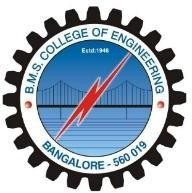 B.M.S. COLLEGE OF ENGINEERING
Estd:1946
BANGALORE - 560 019